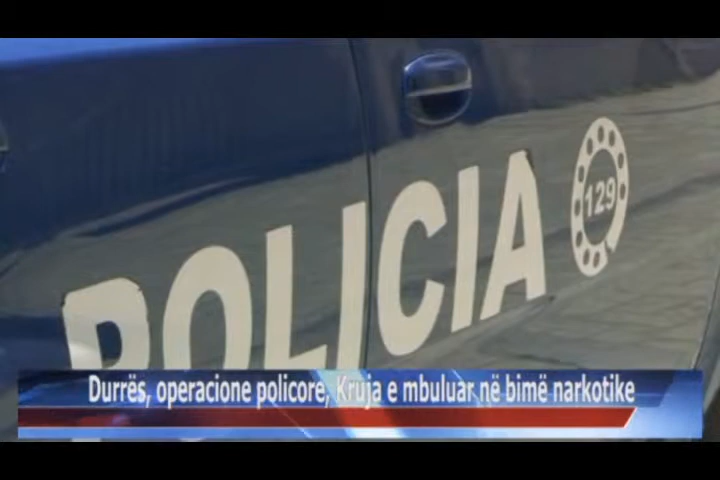 POLICIA
129
Durrës, operacione policore, Kruja e mbuluar në bimë narkotike